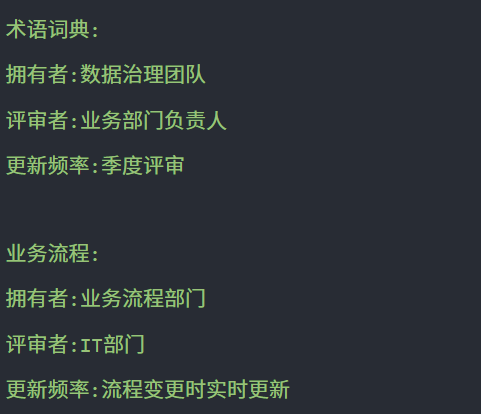 术语词典:
拥有者:数据治理团队
评审者:业务部门负责人
更新频率:季度评审
业务流程:
拥有者:业务流程部门
评审者:IT部门
更新频率:流程变更时实时更新